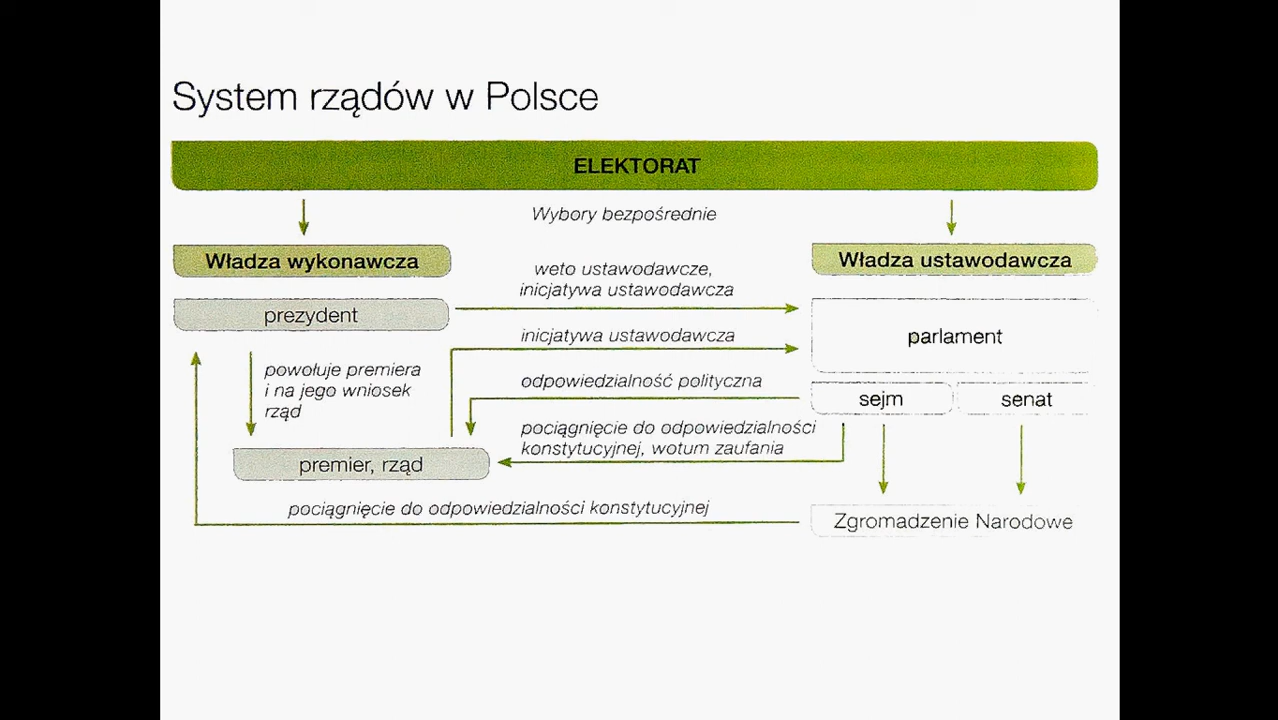 System rządów w Polsce
ELEKTORAT
Wybory bezpośrednie
Władza wykonawcza
Władza ustawodawcza
weto ustawodawcze,
inicjatywa ustawodawcza
prezydent
parlament
inicjatywa ustawodawcza
powołuje premiera
i na jego wniosek
rząd
odpowiedzialność polityczna
sejm
senat
pociągnięcie do odpowiedzialności
konstytucyjnej, wotum zaufania
premier, rząd
pociągnięcie do odpowiedzialności konstytucyjnej
Zgromadzenie Narodowe